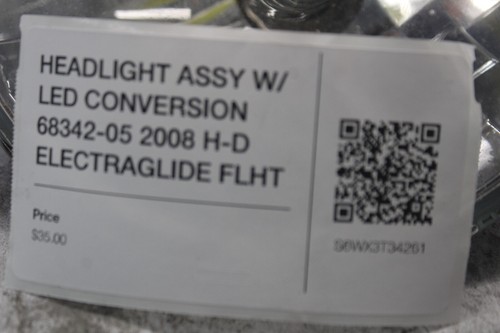 HEADLIGHT ASSY W/
LED CONVERSION
68342-05 2008 H-D
ELECTRAGLIDE FLHT
Price
$35.00
S6WX3T34261